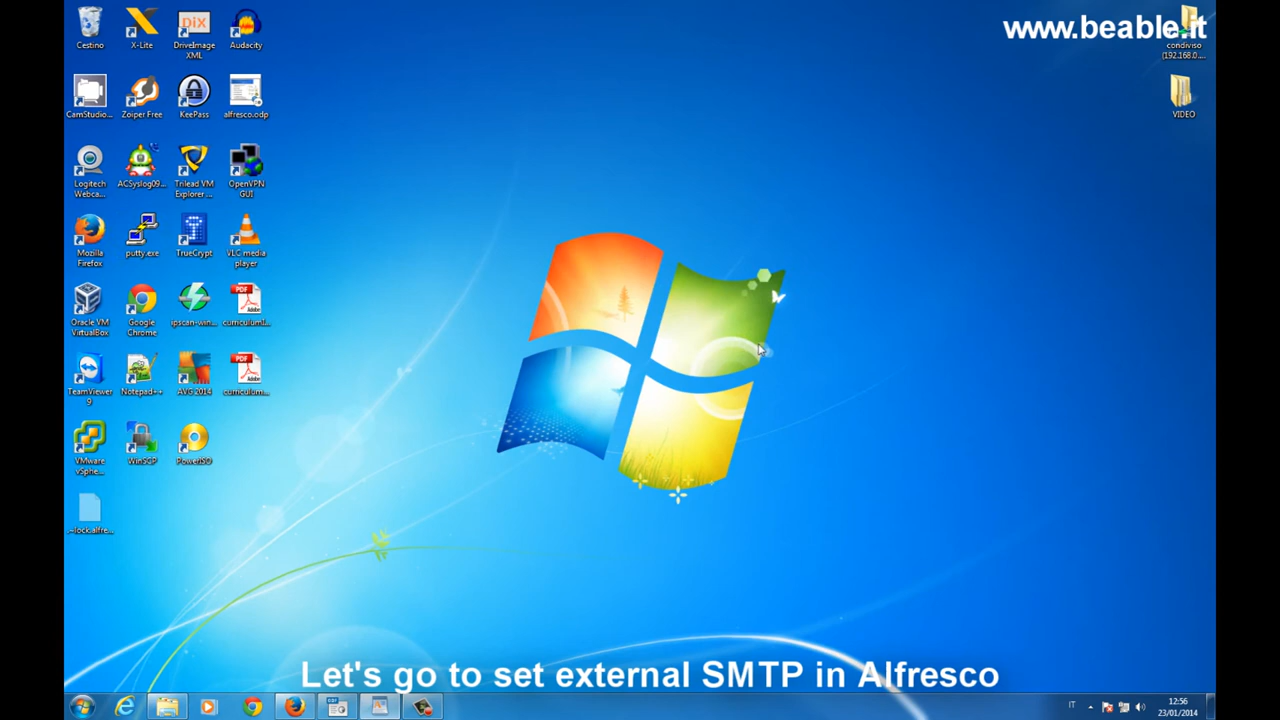 www.beable.it
Cestino
X-Lite
DriveImage
XML
Audacity
condiviso
(192.168.0....
CamStudio...
Zoiper Free
KeePass
alfresco.odp
VIDEO
Logitech
Webca...
ACSyslog09...
Trilead VM
Explorer ...
OpenVPN
GUI
Mozilla
Firefox
putty.exe
TrueCrypt
VLC media
player
Oracle VM
VirtualBox
Google
Chrome
ipscan-win...
curriculum...
TeamViewer
9
Notepad++
AVG 2014
curriculum...
VMware
vSphe...
WinSCP
PowerISO
.~lock.alfre...
Let's go to set external SMTP in Alfresco
IT
12:56
23/01/2014